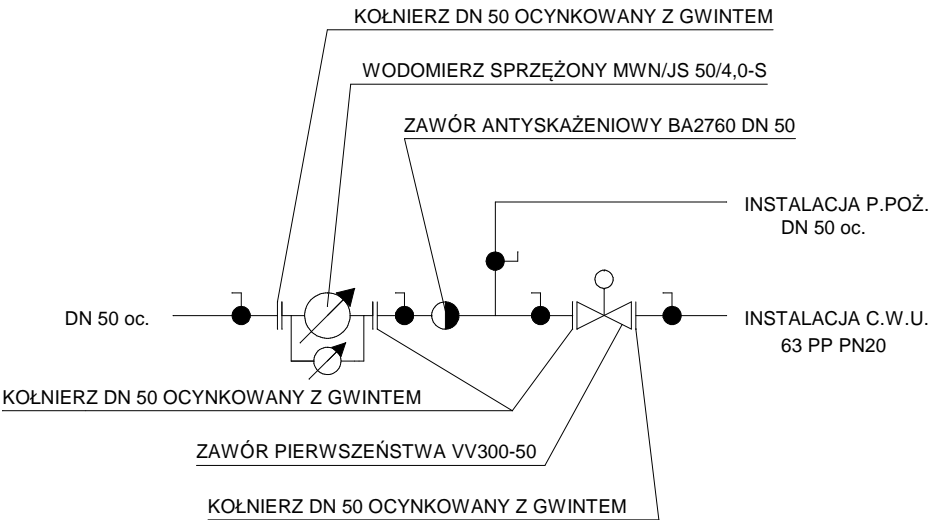 KOŁNIERZ DN 50 OCYNKOWANY Z GWINTEM
WODOMIERZ SPRZĘŻONY MWN/JS 50/4,0-S
ZAWÓR ANTYSKAŻENIOWY BA2760 DN 50
INSTALACJA P.POŻ.
DN 50 oc.
DN 50 oc.
INSTALACJA C.W.U.
63 PP PN20
KOŁNIERZ DN 50 OCYNKOWANY Z GWINTEM
ZAWÓR PIERWSZEŃSTWA VV300-50
KOŁNIERZ DN 50 OCYNKOWANY Z GWINTEM